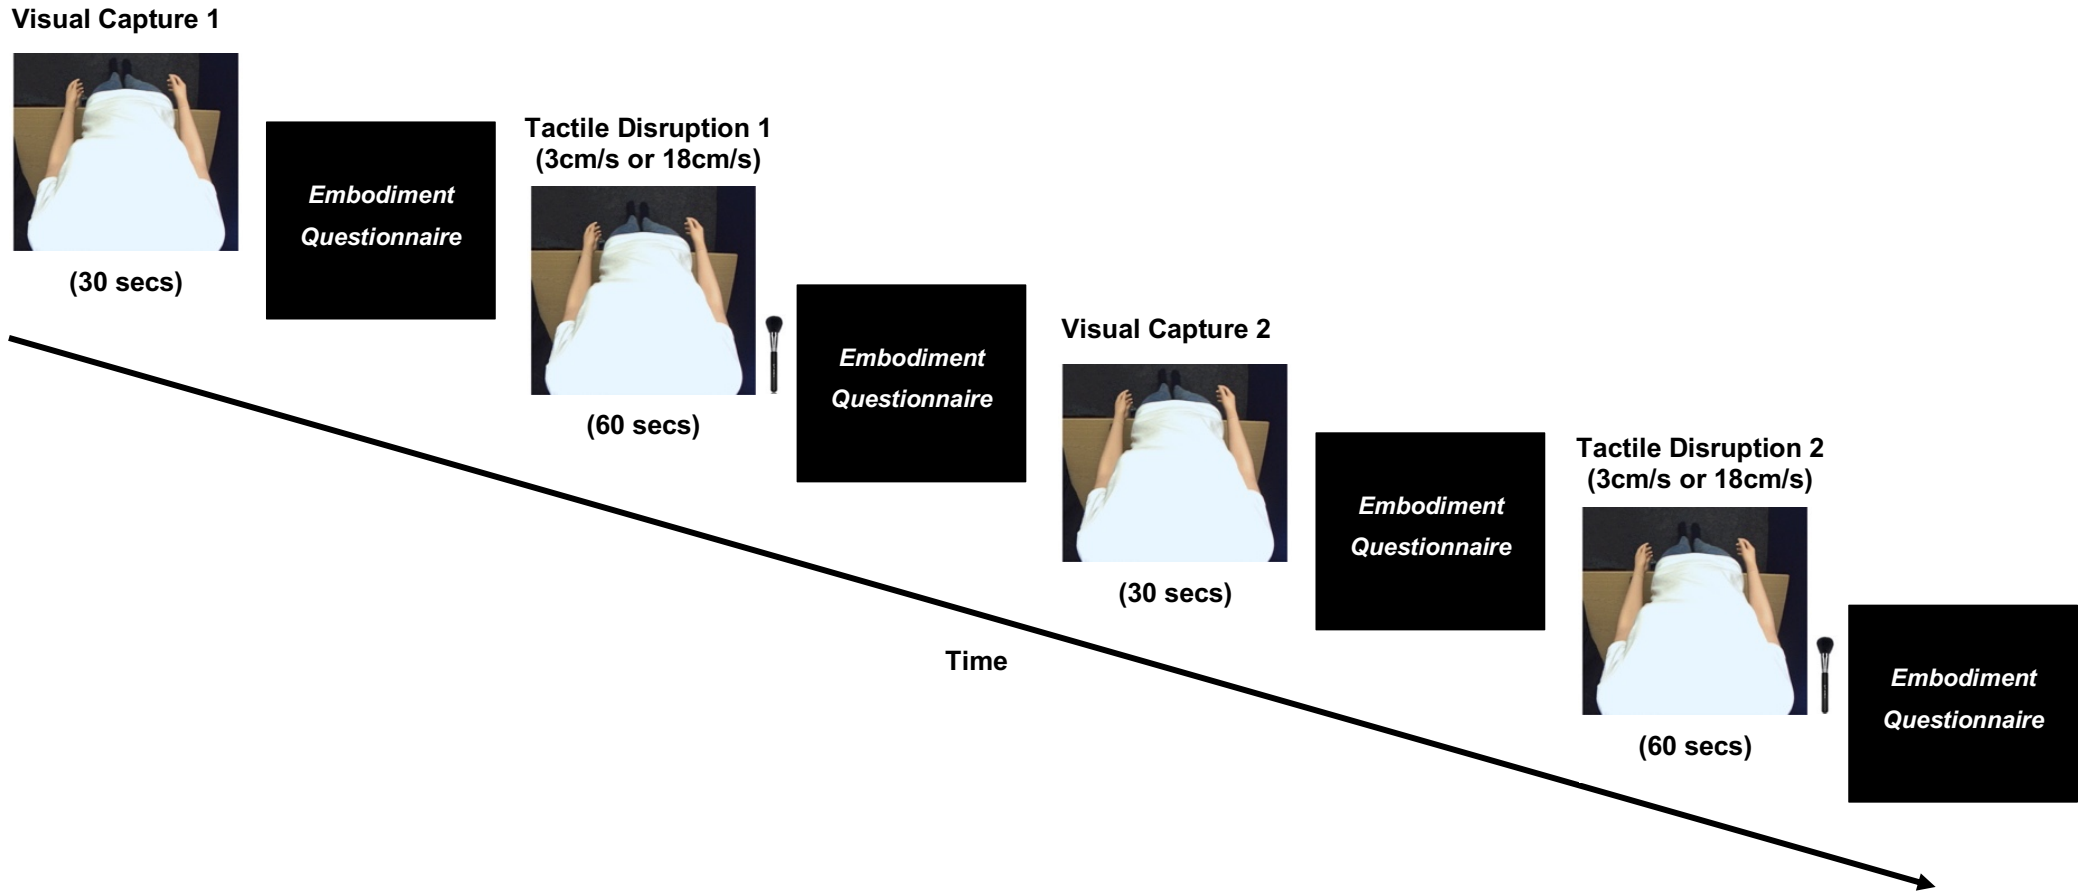 Visual Capture 1
(30 secs)
Embodiment
Questionnaire
Tactile Disruption 1
(3cm/s or 18cm/s)
(60 secs)
Embodiment
Questionnaire
Visual Capture 2
(30 secs)
Embodiment
Questionnaire
Tactile Disruption 2
(3cm/s or 18cm/s)
(60 secs)
Embodiment
Questionnaire
Time